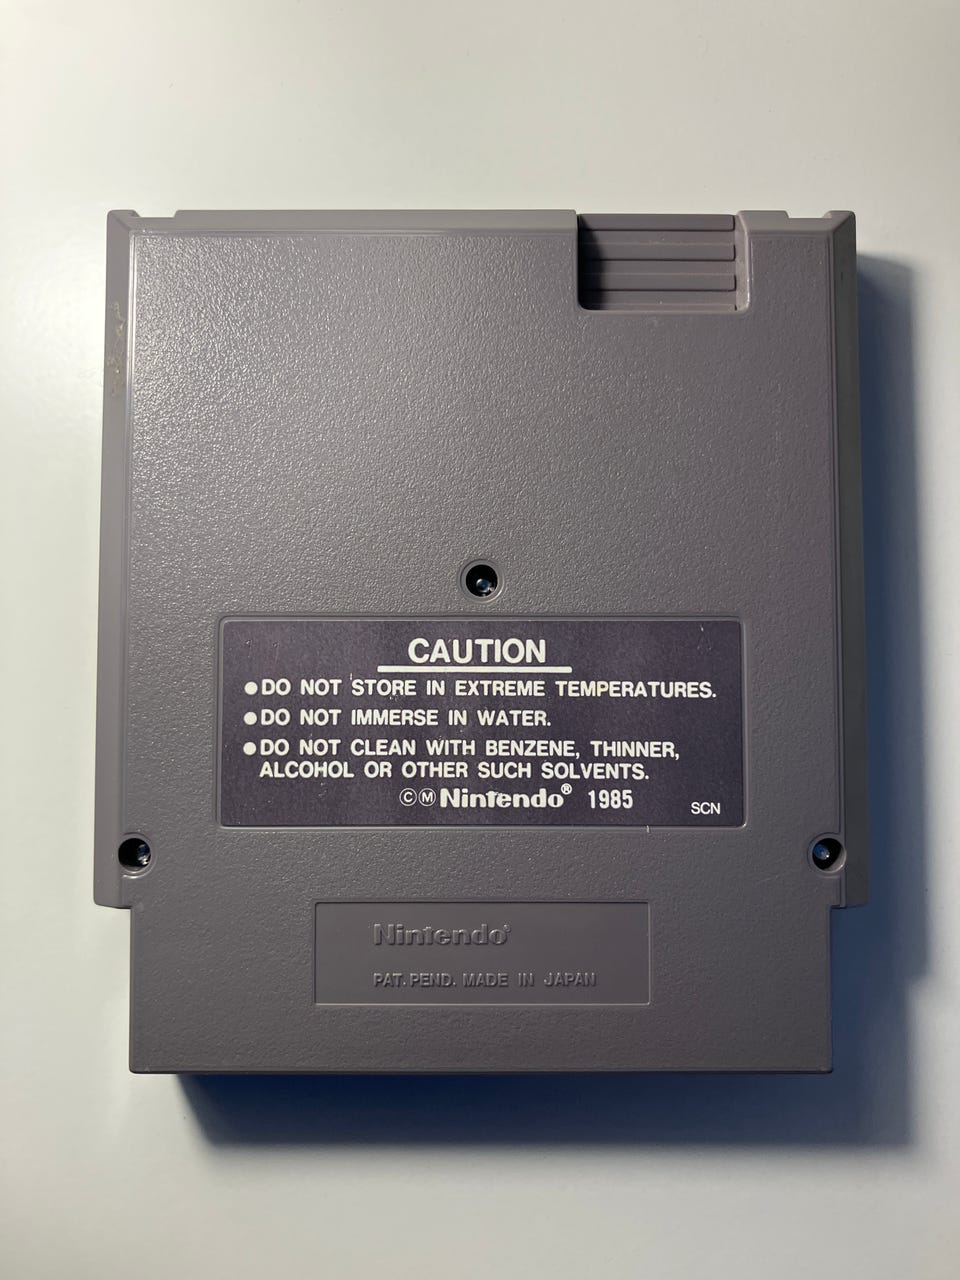 CAUTION
●DO NOT STORE IN EXTREME TEMPERATURES.
●DO NOT IMMERSE IN WATER.
●DO NOT CLEAN WITH BENZENE, THINNER,
ALCOHOL OR OTHER SUCH SOLVENTS.
ⒸⓂNintendo® 1985
SCN
Nintendo®
PAT. PEND. MADE IN JAPAN